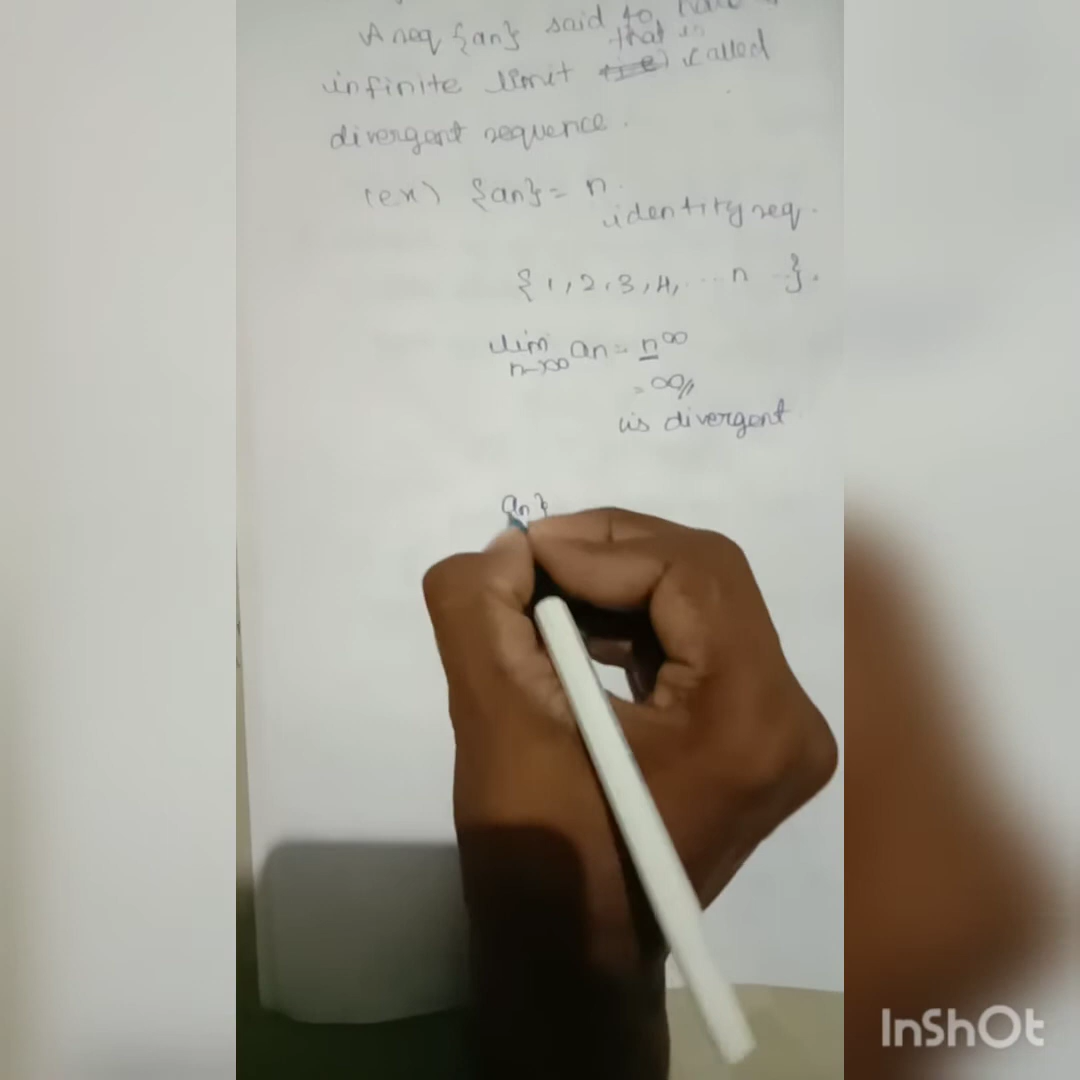 A seq {an} said to have
infinite limit that is called
divergent sequence.
(ex) {an} = n.
identity seq.
{1, 2, 3, 4, ... n ...}.
lim n→∞ an = n^∞
= ∞//
is divergent
an}
InShOt